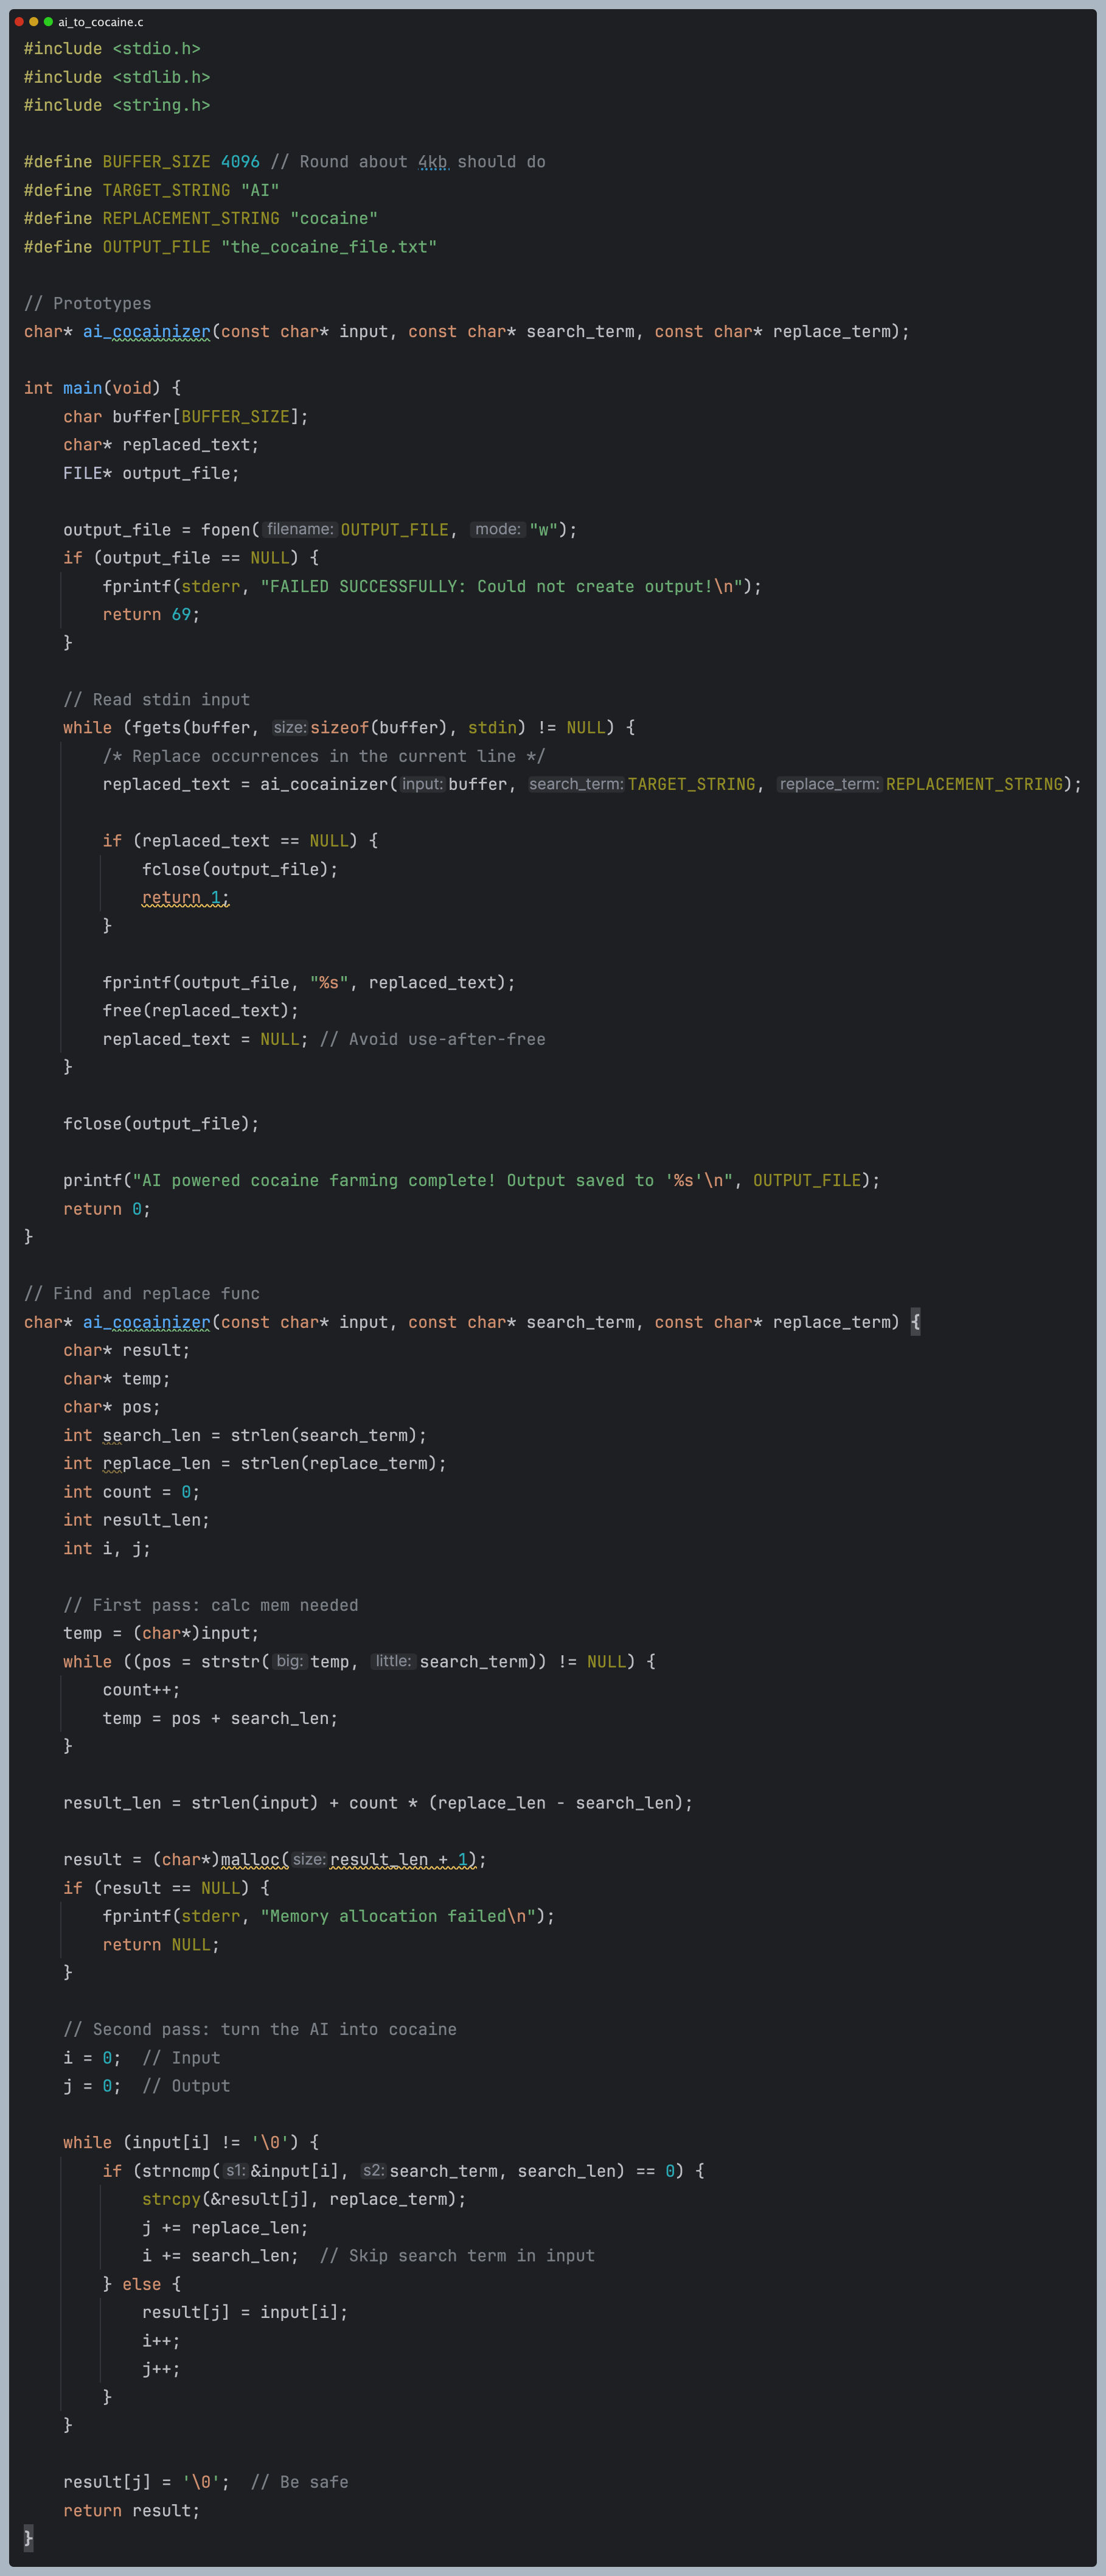 ai_to_cocaine.c
#include <stdio.h>
#include <stdlib.h>
#include <string.h>

#define BUFFER_SIZE 4096 // Round about 4kb should do
#define TARGET_STRING "AI"
#define REPLACEMENT_STRING "cocaine"
#define OUTPUT_FILE "the_cocaine_file.txt"

// Prototypes
char* ai_cocainizer(const char* input, const char* search_term, const char* replace_term);

int main(void) {
    char buffer[BUFFER_SIZE];
    char* replaced_text;
    FILE* output_file;

    output_file = fopen( filename: OUTPUT_FILE, mode: "w");
    if (output_file == NULL) {
        fprintf(stderr, "FAILED SUCCESSFULLY: Could not create output!\n");
        return 69;
    }

    // Read stdin input
    while (fgets(buffer, size: sizeof(buffer), stdin) != NULL) {
        /* Replace occurrences in the current line */
        replaced_text = ai_cocainizer( input: buffer, search_term: TARGET_STRING, replace_term: REPLACEMENT_STRING);

        if (replaced_text == NULL) {
            fclose(output_file);
            return 1;
        }

        fprintf(output_file, "%s", replaced_text);
        free(replaced_text);
        replaced_text = NULL; // Avoid use-after-free
    }

    fclose(output_file);

    printf("AI powered cocaine farming complete! Output saved to '%s'\n", OUTPUT_FILE);
    return 0;
}

// Find and replace func
char* ai_cocainizer(const char* input, const char* search_term, const char* replace_term) {
    char* result;
    char* temp;
    char* pos;
    int search_len = strlen(search_term);
    int replace_len = strlen(replace_term);
    int count = 0;
    int result_len;
    int i, j;

    // First pass: calc mem needed
    temp = (char*)input;
    while ((pos = strstr( big: temp, little: search_term)) != NULL) {
        count++;
        temp = pos + search_len;
    }

    result_len = strlen(input) + count * (replace_len - search_len);

    result = (char*)malloc( size: result_len + 1);
    if (result == NULL) {
        fprintf(stderr, "Memory allocation failed\n");
        return NULL;
    }

    // Second pass: turn the AI into cocaine
    i = 0;  // Input
    j = 0;  // Output

    while (input[i] != '\0') {
        if (strncmp( s1: &input[i], s2: search_term, search_len) == 0) {
            strcpy(&result[j], replace_term);
            j += replace_len;
            i += search_len;  // Skip search term in input
        } else {
            result[j] = input[i];
            i++;
            j++;
        }
    }

    result[j] = '\0';  // Be safe
    return result;
}